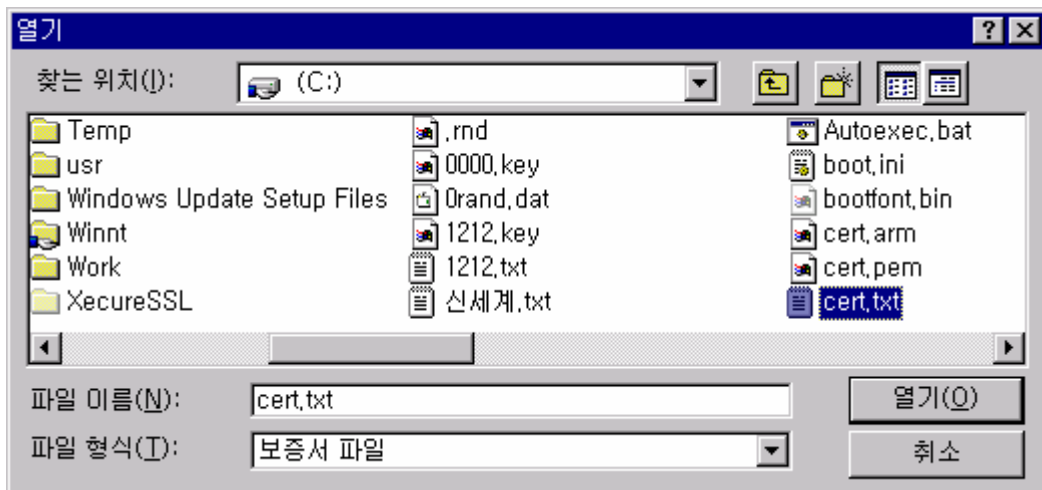 열기
찾는 위치(I): (C:)
Temp
usr
Windows Update Setup Files
Winnt
Work
XecureSSL
.rnd
0000.key
0rand.dat
1212.key
1212.txt
신세계.txt
Autoexec.bat
boot.ini
bootfont.bin
cert.arm
cert.pem
cert.txt
파일 이름(N): cert.txt
열기(O)
파일 형식(T): 보증서 파일
취소